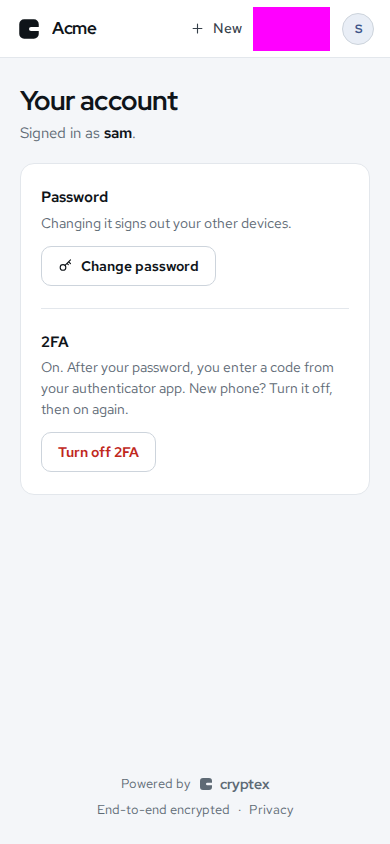 Acme
New
S
Your account
Signed in as sam.
Password
Changing it signs out your other devices.
Change password
2FA
On. After your password, you enter a code from
your authenticator app. New phone? Turn it off,
then on again.
Turn off 2FA
Powered by cryptex
End-to-end encrypted · Privacy